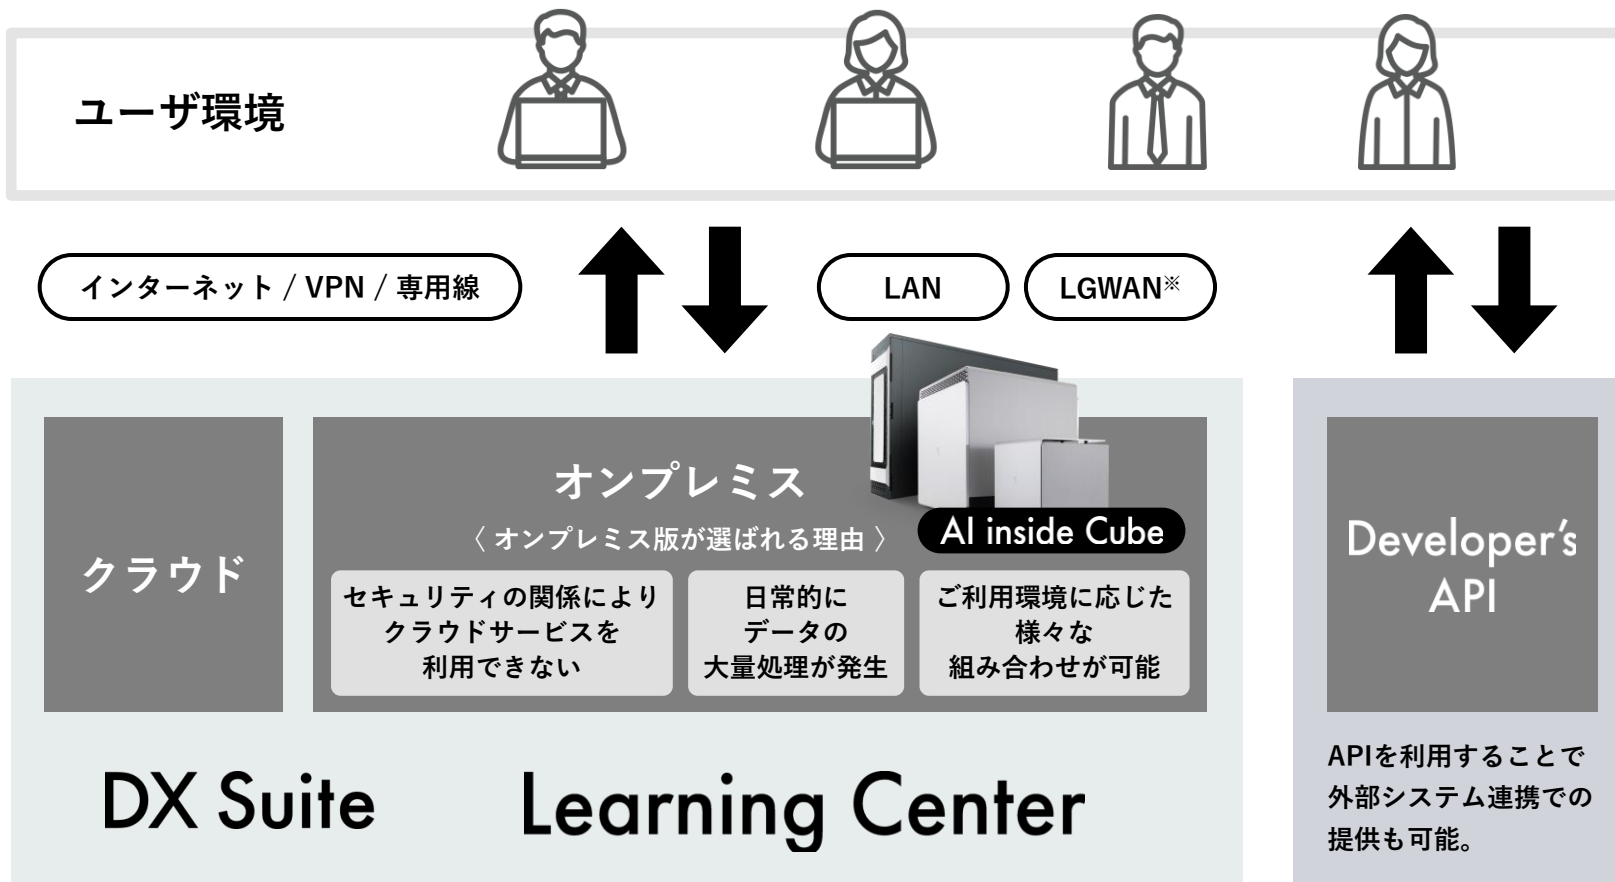 ユーザ環境
インターネット / VPN / 専用線
LAN
LGWAN※
クラウド
オンプレミス
〈 オンプレミス版が選ばれる理由 〉
AI inside Cube
セキュリティの関係により
クラウドサービスを
利用できない
日常的に
データの
大量処理が発生
ご利用環境に応じた
様々な
組み合わせが可能
Developer's
API
DX Suite
Learning Center
APIを利用することで
外部システム連携での
提供も可能。